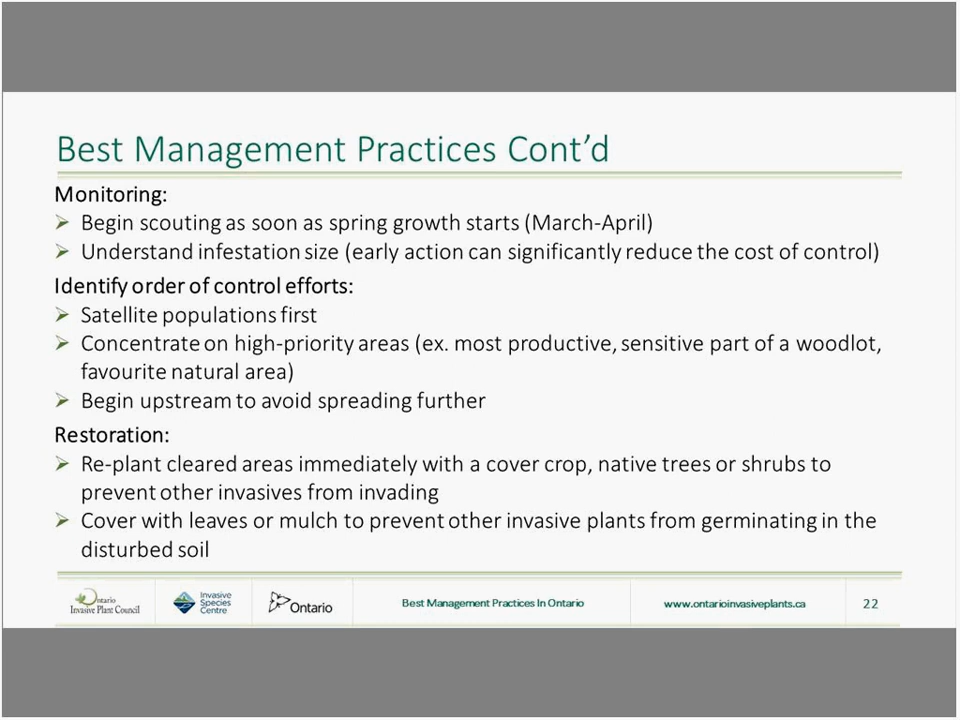 Best Management Practices Cont’d
Monitoring:
➢ Begin scouting as soon as spring growth starts (March-April)
➢ Understand infestation size (early action can significantly reduce the cost of control)
Identify order of control efforts:
➢ Satellite populations first
➢ Concentrate on high-priority areas (ex. most productive, sensitive part of a woodlot,
favourite natural area)
➢ Begin upstream to avoid spreading further
Restoration:
➢ Re-plant cleared areas immediately with a cover crop, native trees or shrubs to
prevent other invasives from invading
➢ Cover with leaves or mulch to prevent other invasive plants from germinating in the
disturbed soil
Ontario
Invasive Plant Council
Invasive
Species
Centre
Ontario
Best Management Practices In Ontario
www.ontarioinvasiveplants.ca
22